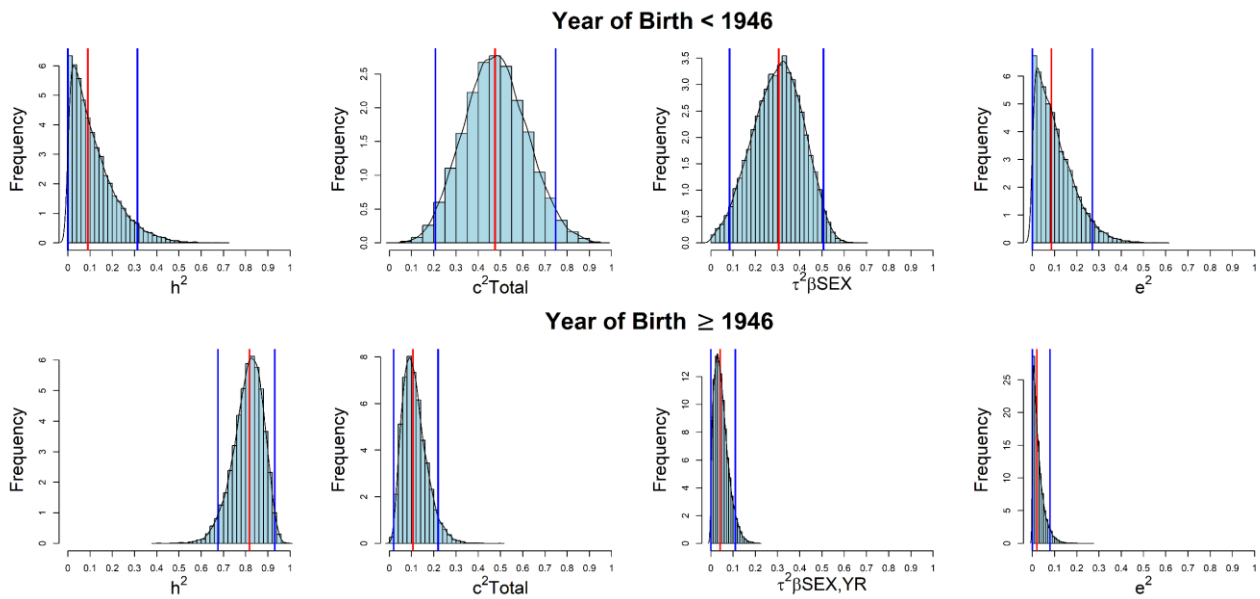 Year of Birth < 1946
Frequency
0 1 2 3 4 5 6
0 0.1 0.2 0.3 0.4 0.5 0.6 0.7 0.8 0.9 1
h²
Frequency
0.0 0.5 1.0 1.5 2.0 2.5
0 0.1 0.2 0.3 0.4 0.5 0.6 0.7 0.8 0.9 1
c²Total
Frequency
0.0 0.5 1.0 1.5 2.0 2.5 3.0 3.5
0 0.1 0.2 0.3 0.4 0.5 0.6 0.7 0.8 0.9 1
τ²βSEX
Frequency
0 1 2 3 4 5 6
0 0.1 0.2 0.3 0.4 0.5 0.6 0.7 0.8 0.9 1
e²
Year of Birth ≥ 1946
Frequency
0 1 2 3 4 5 6
0 0.1 0.2 0.3 0.4 0.5 0.6 0.7 0.8 0.9 1
h²
Frequency
0 2 4 6 8
0 0.1 0.2 0.3 0.4 0.5 0.6 0.7 0.8 0.9 1
c²Total
Frequency
0 2 4 6 8 10 12
0 0.1 0.2 0.3 0.4 0.5 0.6 0.7 0.8 0.9 1
τ²βSEX,YR
Frequency
0 5 10 15 20 25
0 0.1 0.2 0.3 0.4 0.5 0.6 0.7 0.8 0.9 1
e²